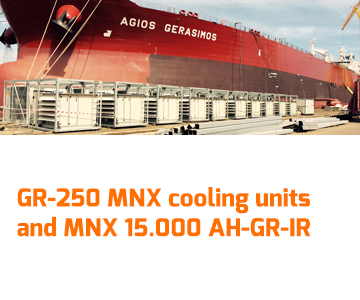 AGIOS GERASIMOS
GR-250 MNX cooling units
and MNX 15.000 AH-GR-IR